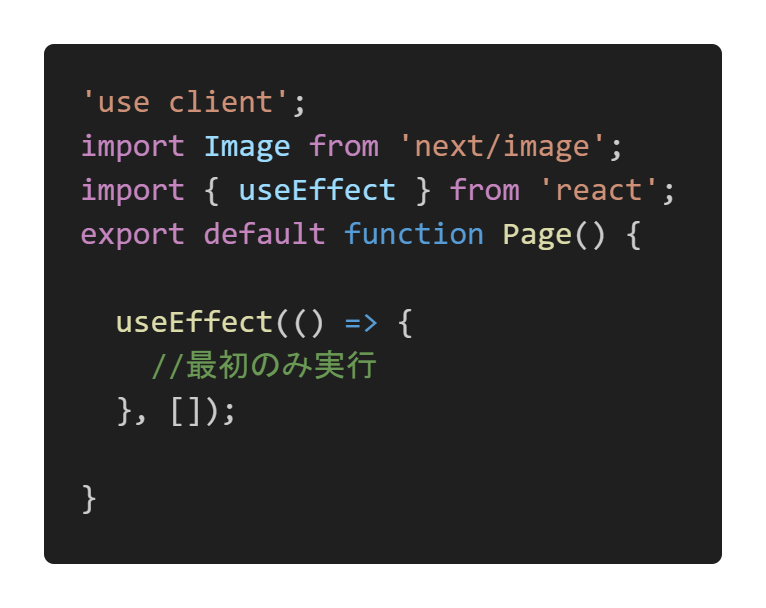 'use client';
import Image from 'next/image';
import { useEffect } from 'react';
export default function Page() {
useEffect(() => {
//最初のみ実行
}, []);
}